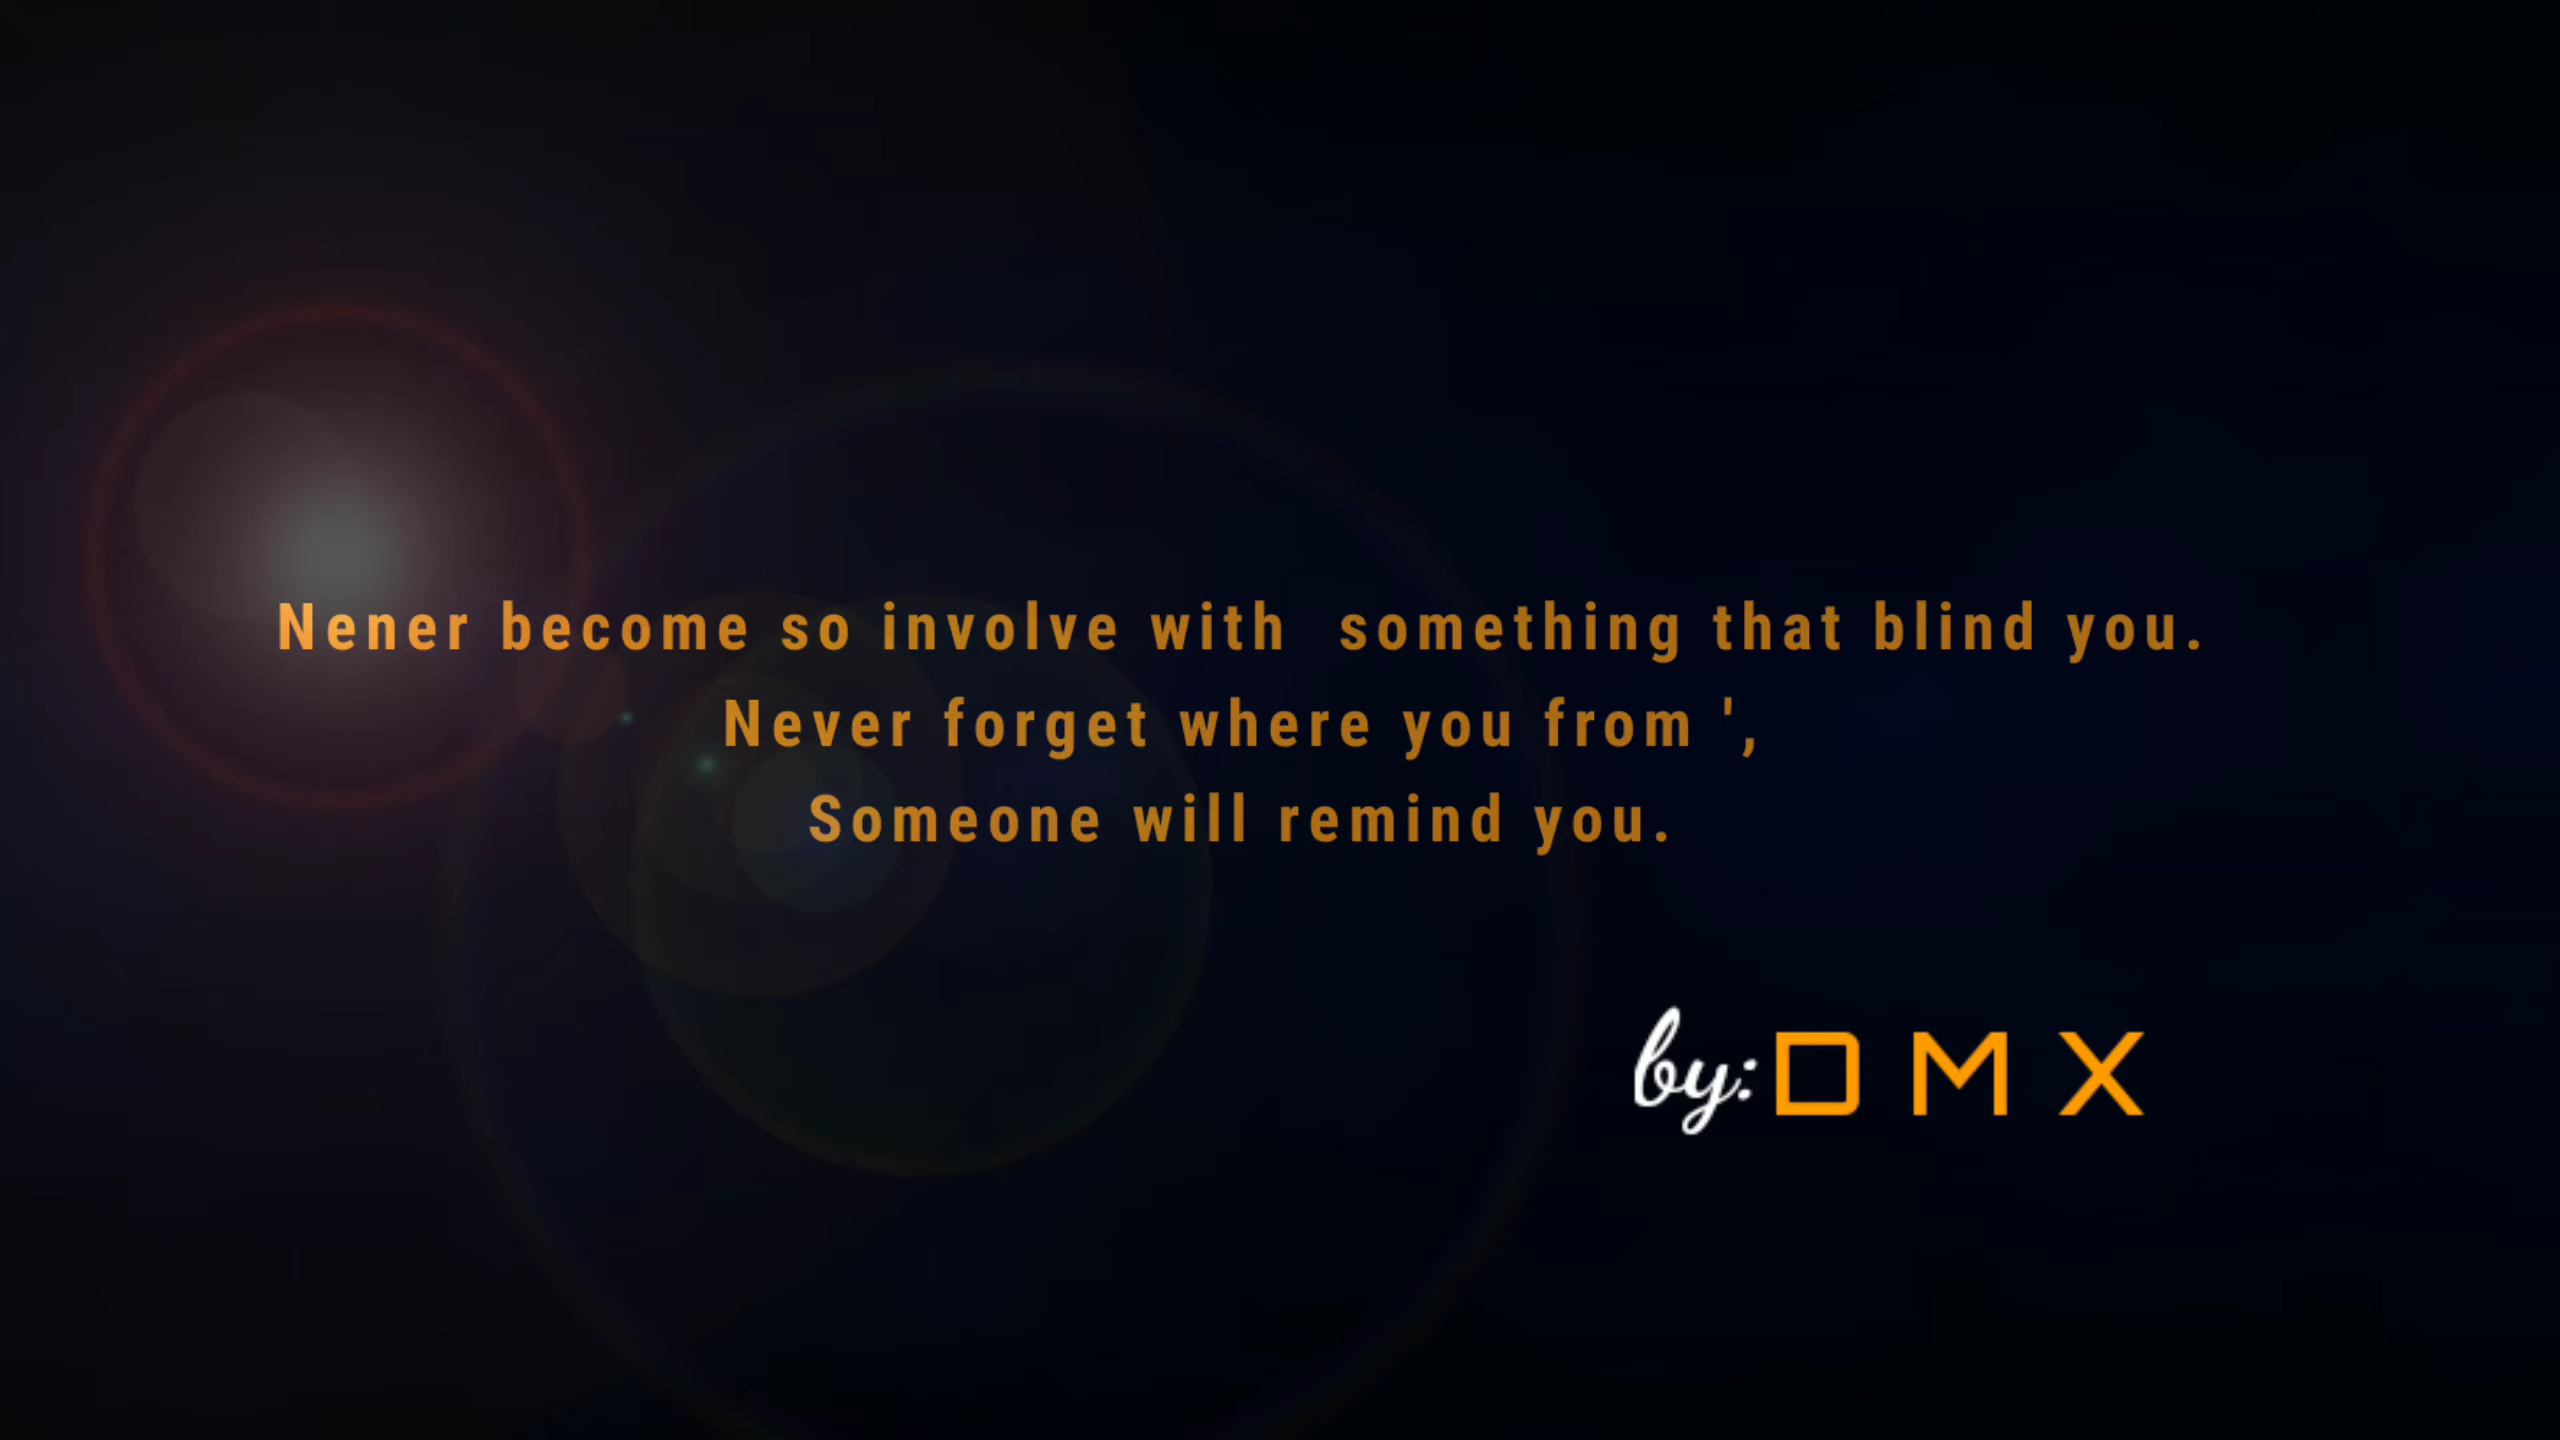 Nener become so involve with  something that blind you.
Never forget where you from ',
Someone will remind you.
by: DMX